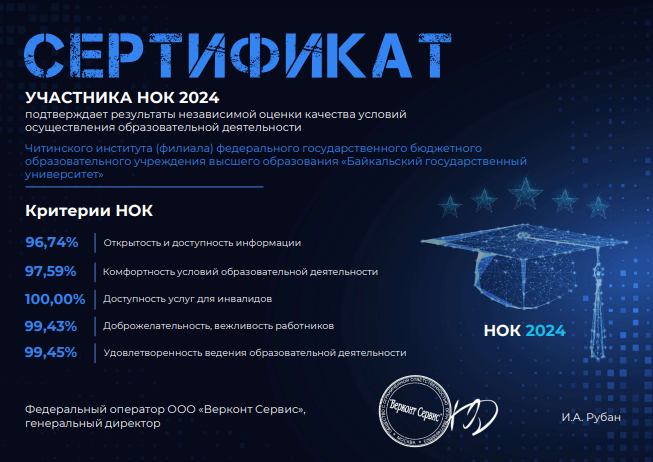 СЕРТИФИКАТ
УЧАСТНИКА НОК 2024
подтверждает результаты независимой оценки качества условий
осуществления образовательной деятельности
Читинского института (филиала) федерального государственного бюджетного
образовательного учреждения высшего образования «Байкальский государственный
университет»
Критерии НОК
96,74% Открытость и доступность информации
97,59% Комфортность условий образовательной деятельности
100,00% Доступность услуг для инвалидов
99,43% Доброжелательность, вежливость работников
99,45% Удовлетворенность ведения образовательной деятельности
НОК 2024
Федеральный оператор ООО «Верконт Сервис»,
генеральный директор
"Верконт Сервис"
И.А. Рубан